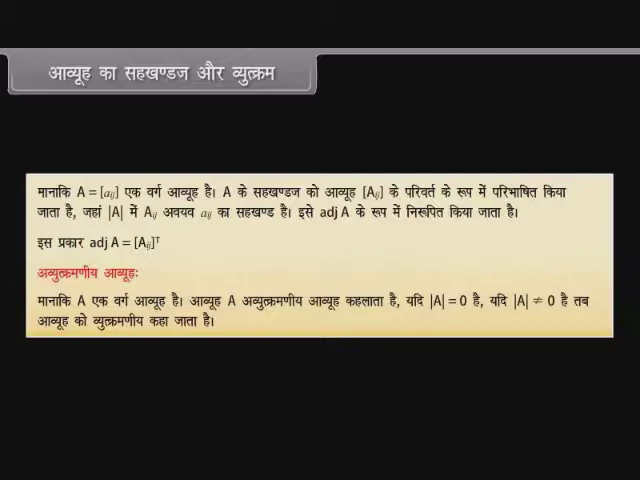 आव्यूह का सहखण्डज और व्युत्क्रम
मानाकि A = [aij] एक वर्ग आव्यूह है। A के सहखण्डज को आव्यूह [Aij] के परिवर्त के रूप में परिभाषित किया
जाता है, जहां |A| में Aij अवयव aij का सहखण्ड है। इसे adj A के रूप में निरूपित किया जाता है।
इस प्रकार adj A = [Aij]ᵀ
अव्युत्क्रमणीय आव्यूहः
मानाकि A एक वर्ग आव्यूह है। आव्यूह A अव्युत्क्रमणीय आव्यूह कहलाता है, यदि |A| = 0 है, यदि |A| ≠ 0 है तब
आव्यूह को व्युत्क्रमणीय कहा जाता है।